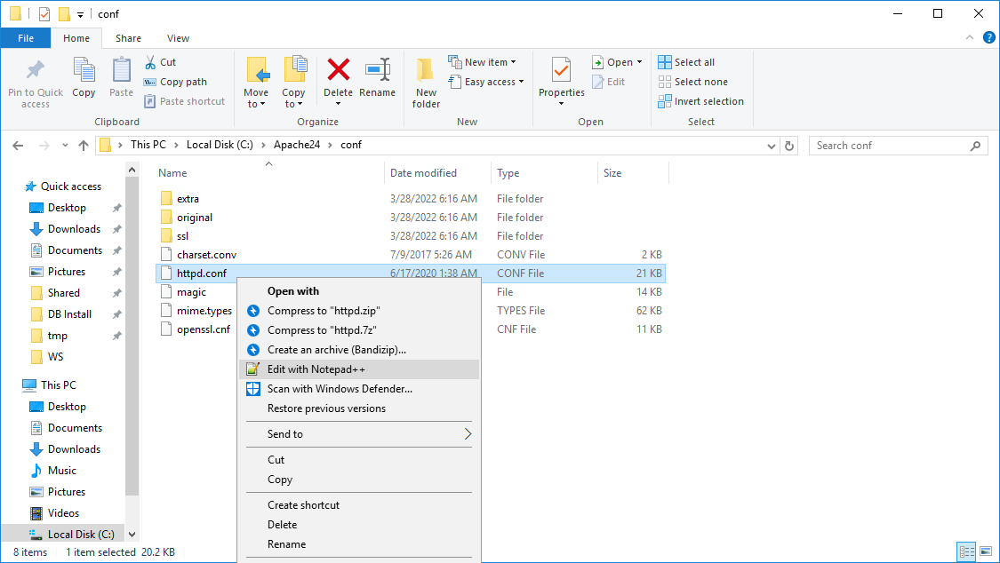 conf
File Home Share View
Pin to Quick access
Copy
Paste
Cut
Copy path
Paste shortcut
Clipboard
Move to
Copy to
Delete
Rename
Organize
New folder
New item
Easy access
New
Properties
Open
Edit
Open
Select all
Select none
Invert selection
Select
This PC > Local Disk (C:) > Apache24 > conf
Search conf
Quick access
Desktop
Downloads
Documents
Pictures
Shared
DB Install
tmp
WS
This PC
Desktop
Documents
Downloads
Music
Pictures
Videos
Local Disk (C:)
Name Date modified Type Size
extra 3/28/2022 6:16 AM File folder
original 3/28/2022 6:16 AM File folder
ssl 3/28/2022 6:16 AM File folder
charset.conv 7/9/2017 5:26 AM CONV File 2 KB
httpd.conf 6/17/2020 1:38 AM CONF File 21 KB
magic File 14 KB
mime.types TYPES File 62 KB
openssl.cnf CNF File 11 KB
Open with
Compress to "httpd.zip"
Compress to "httpd.7z"
Create an archive (Bandizip)...
Edit with Notepad++
Scan with Windows Defender...
Restore previous versions
Send to
Cut
Copy
Create shortcut
Delete
Rename
8 items 1 item selected 20.2 KB